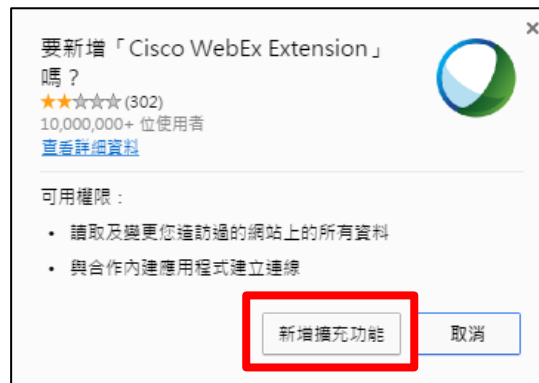 要新增「Cisco WebEx Extension」
嗎？
★★☆☆☆ (302)
10,000,000+ 位使用者
查看詳細資料
可用權限：
• 讀取及變更您造訪過的網站上的所有資料
• 與合作內建應用程式建立連線
新增擴充功能 取消